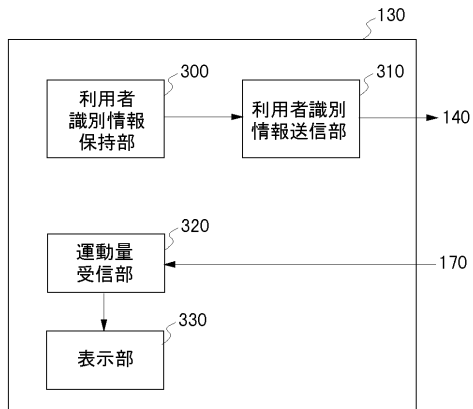 130
300
利用者
識別情報
保持部
310
利用者識別
情報送信部
140
320
運動量
受信部
170
330
表示部